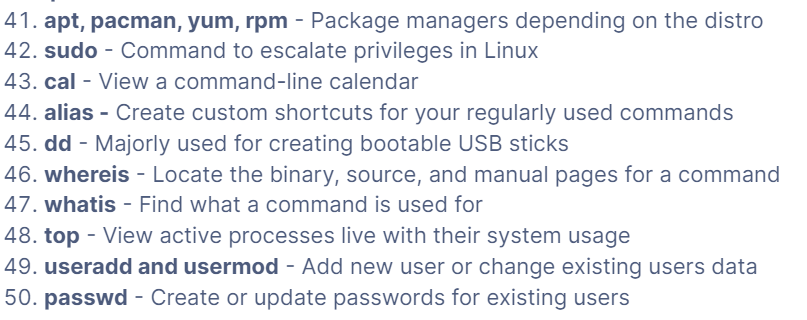 41. apt, pacman, yum, rpm - Package managers depending on the distro
42. sudo - Command to escalate privileges in Linux
43. cal - View a command-line calendar
44. alias - Create custom shortcuts for your regularly used commands
45. dd - Majorly used for creating bootable USB sticks
46. whereis - Locate the binary, source, and manual pages for a command
47. whatis - Find what a command is used for
48. top - View active processes live with their system usage
49. useradd and usermod - Add new user or change existing users data
50. passwd - Create or update passwords for existing users